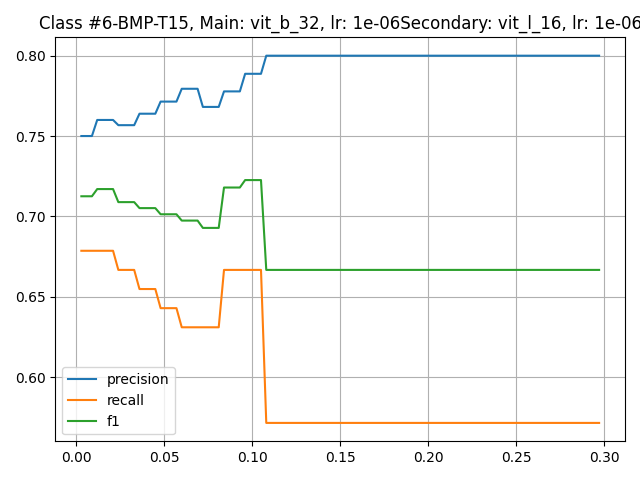 Class #6-BMP-T15, Main: vit_b_32, lr: 1e-06Secondary: vit_l_16, lr: 1e-06
0.80
0.75
0.70
0.65
0.60
precision
recall
f1
0.00 0.05 0.10 0.15 0.20 0.25 0.30